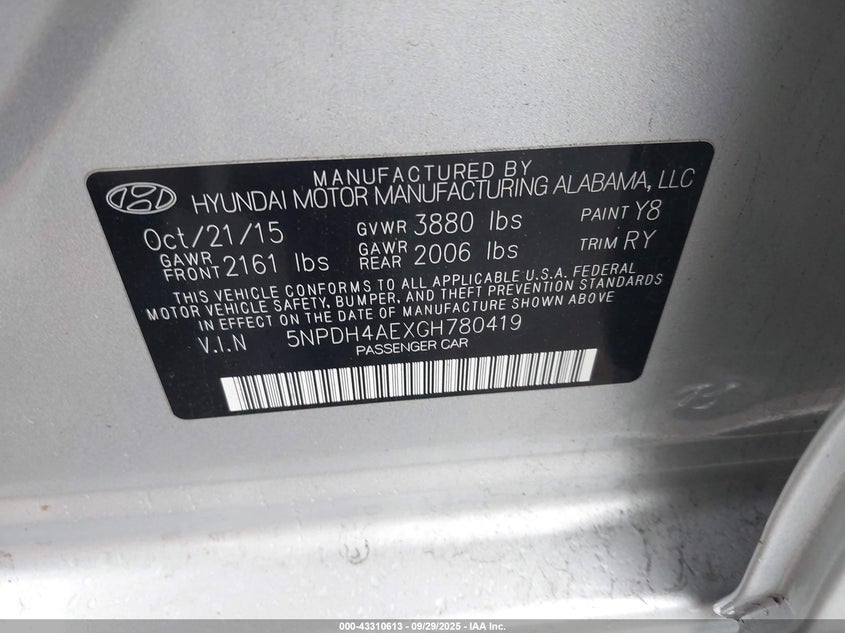 MANUFACTURED BY
HYUNDAI MOTOR MANUFACTURING ALABAMA, LLC
Oct/21/15 GVWR 3880 lbs PAINT Y8
GAWR FRONT 2161 lbs GAWR REAR 2006 lbs TRIM RY
THIS VEHICLE CONFORMS TO ALL APPLICABLE U.S.A. FEDERAL
MOTOR VEHICLE SAFETY, BUMPER, AND THEFT PREVENTION STANDARDS
IN EFFECT ON THE DATE OF MANUFACTURE SHOWN ABOVE
V.I.N 5NPDH4AEXGH780419
PASSENGER CAR
000-43310613 - 09/29/2025 - IAA Inc.